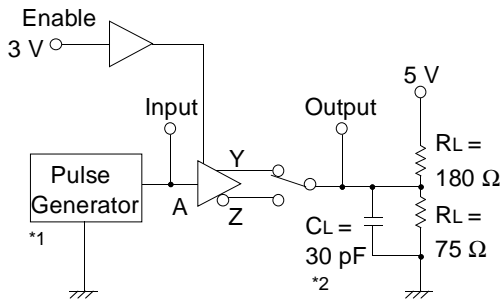 Enable
3 V
5 V
Input
Output
Pulse
Generator
*1
A
Y
Z
CL =
30 pF
*2
RL =
180 Ω
RL =
75 Ω